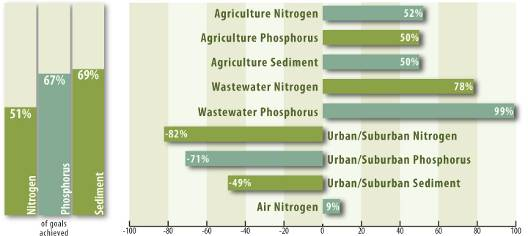 51%
67%
69%
Nitrogen
Phosphorus
Sediment
of goals
achieved
Agriculture Nitrogen 52%
Agriculture Phosphorus 50%
Agriculture Sediment 50%
Wastewater Nitrogen 78%
Wastewater Phosphorus 99%
-82% Urban/Suburban Nitrogen
-71% Urban/Suburban Phosphorus
-49% Urban/Suburban Sediment
Air Nitrogen 9%
-100 -80 -60 -40 -20 0 20 40 60 80 100